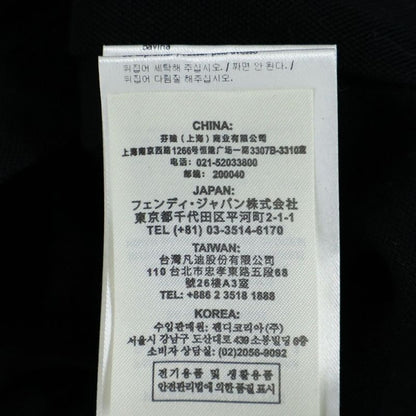 뒤집어 세탁해 주십시오. / 짜면 안 된다. /
뒤집어 다림질 해 주십시오. /
CHINA:
芬迪（上海）商业有限公司
上海南京西路1266号恒隆广场一期3307B-3310室
电话: 021-52033800
邮编: 200040
JAPAN:
フェンディ・ジャパン株式会社
東京都千代田区平河町2-1-1
TEL (+81) 03-3514-6170
TAIWAN:
台灣凡迪股份有限公司
110 台北市忠孝東路五段68
號26樓A3室
TEL: +886 2 3518 1888
KOREA:
수입판매원: 펜디코리아(주)
서울시 강남구 도산대로 439 소봉빌딩 6층
소비자 상담실: (02)2056-9092
전기용품 및 생활용품
안전관리법에 의한 품질 표시